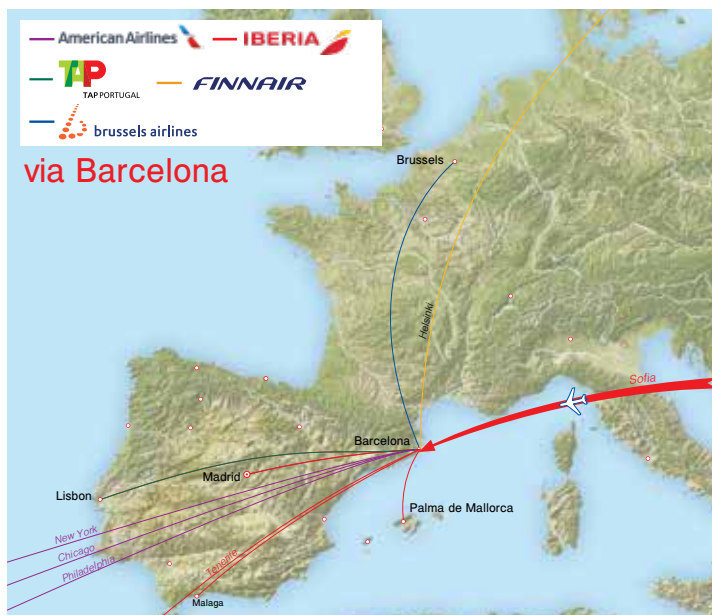 American Airlines
IBERIA
TAP
TAP PORTUGAL
FINNAIR
brussels airlines
via Barcelona
Brussels
Helsinki
Sofia
Barcelona
Madrid
Lisbon
Palma de Mallorca
New York
Chicago
Philadelphia
Tenerife
Malaga